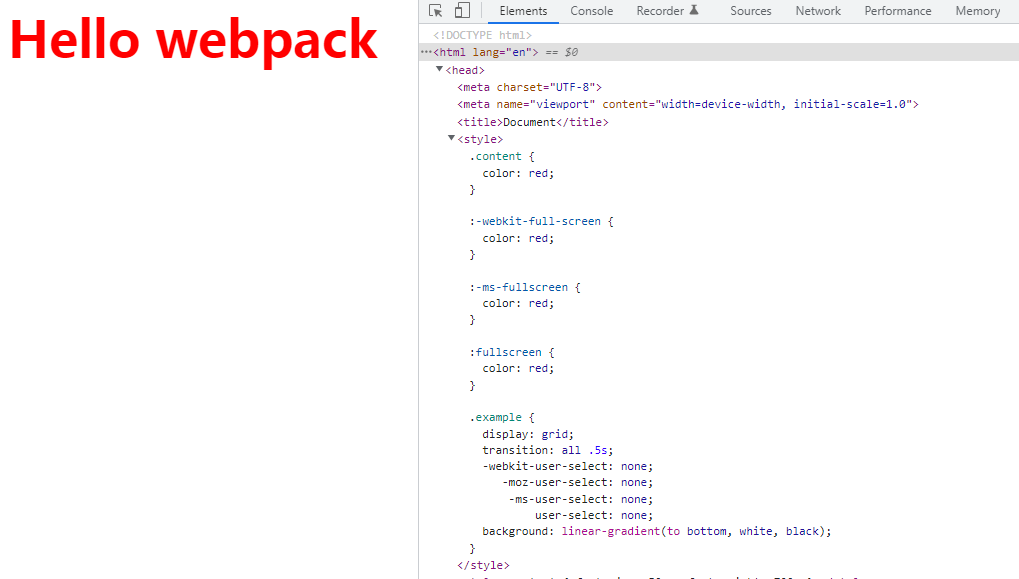 Hello webpack
Elements Console Recorder Sources Network Performance Memory
<!DOCTYPE html>
···<html lang="en"> == $0
▼<head>
<meta charset="UTF-8">
<meta name="viewport" content="width=device-width, initial-scale=1.0">
<title>Document</title>
▼<style>
.content {
color: red;
}
:-webkit-full-screen {
color: red;
}
:-ms-fullscreen {
color: red;
}
:fullscreen {
color: red;
}
.example {
display: grid;
transition: all .5s;
-webkit-user-select: none;
-moz-user-select: none;
-ms-user-select: none;
user-select: none;
background: linear-gradient(to bottom, white, black);
}
</style>